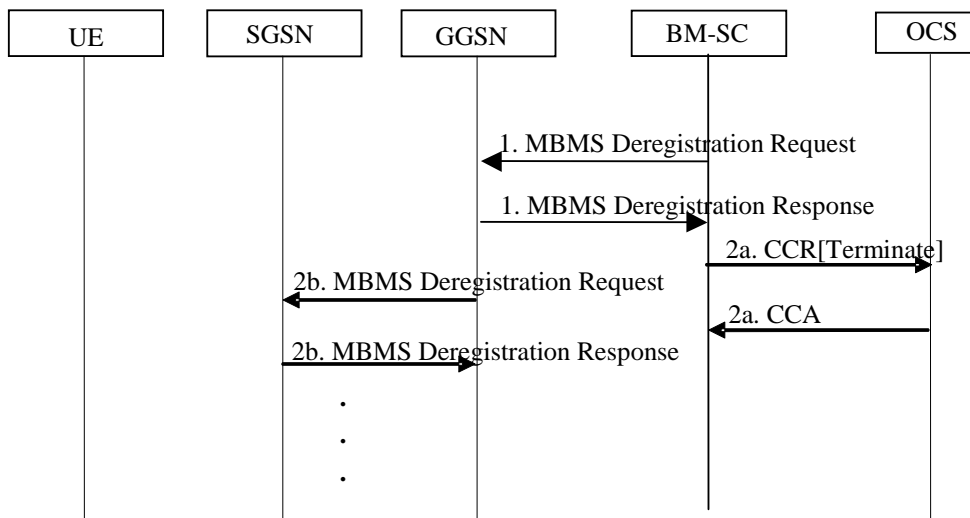 UE
SGSN
GGSN
BM-SC
OCS
1. MBMS Deregistration Request
1. MBMS Deregistration Response
2a. CCR[Terminate]
2b. MBMS Deregistration Request
2a. CCA
2b. MBMS Deregistration Response
.
.
.